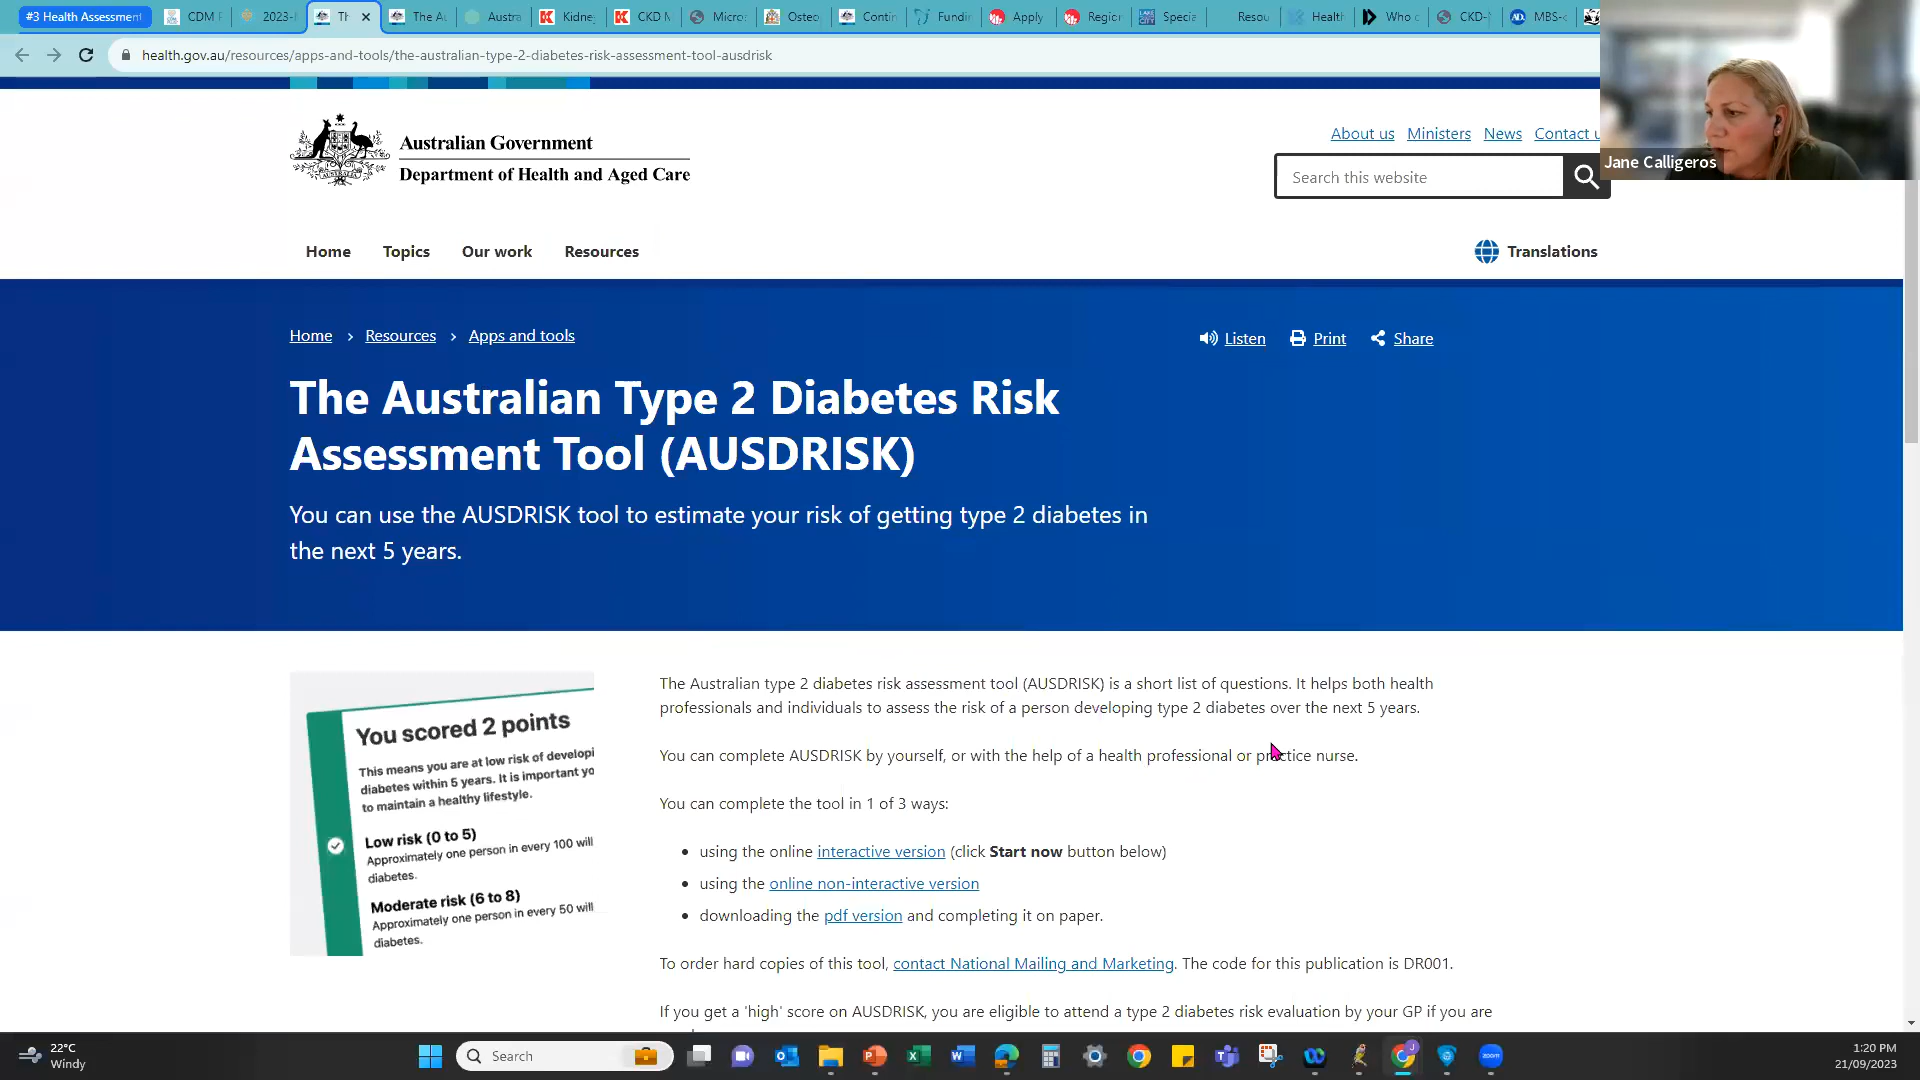 #3 Health Assessment
CDM
2023-
Th
The Au
Austra
Kidne
CKD M
Micros
Osteo
Contin
Fundin
Apply
Region
Specia
Resou
Health
Who c
CKD-
MBS-c
health.gov.au/resources/apps-and-tools/the-australian-type-2-diabetes-risk-assessment-tool-ausdrisk
Jane Calligeros
Australian Government
Department of Health and Aged Care
About us Ministers News Contact u
Search this website
Home Topics Our work Resources
Translations
Home > Resources > Apps and tools
Listen Print Share
The Australian Type 2 Diabetes Risk
Assessment Tool (AUSDRISK)
You can use the AUSDRISK tool to estimate your risk of getting type 2 diabetes in
the next 5 years.
You scored 2 points
This means you are at low risk of developi
diabetes within 5 years. It is important yo
to maintain a healthy lifestyle.
Low risk (0 to 5)
Approximately one person in every 100 will
diabetes.
Moderate risk (6 to 8)
Approximately one person in every 50 will
diabetes.
The Australian type 2 diabetes risk assessment tool (AUSDRISK) is a short list of questions. It helps both health
professionals and individuals to assess the risk of a person developing type 2 diabetes over the next 5 years.
You can complete AUSDRISK by yourself, or with the help of a health professional or practice nurse.
You can complete the tool in 1 of 3 ways:
• using the online interactive version (click Start now button below)
• using the online non-interactive version
• downloading the pdf version and completing it on paper.
To order hard copies of this tool, contact National Mailing and Marketing. The code for this publication is DR001.
If you get a 'high' score on AUSDRISK, you are eligible to attend a type 2 diabetes risk evaluation by your GP if you are
22°C
Windy
Search
zoom
1:20 PM
21/09/2023